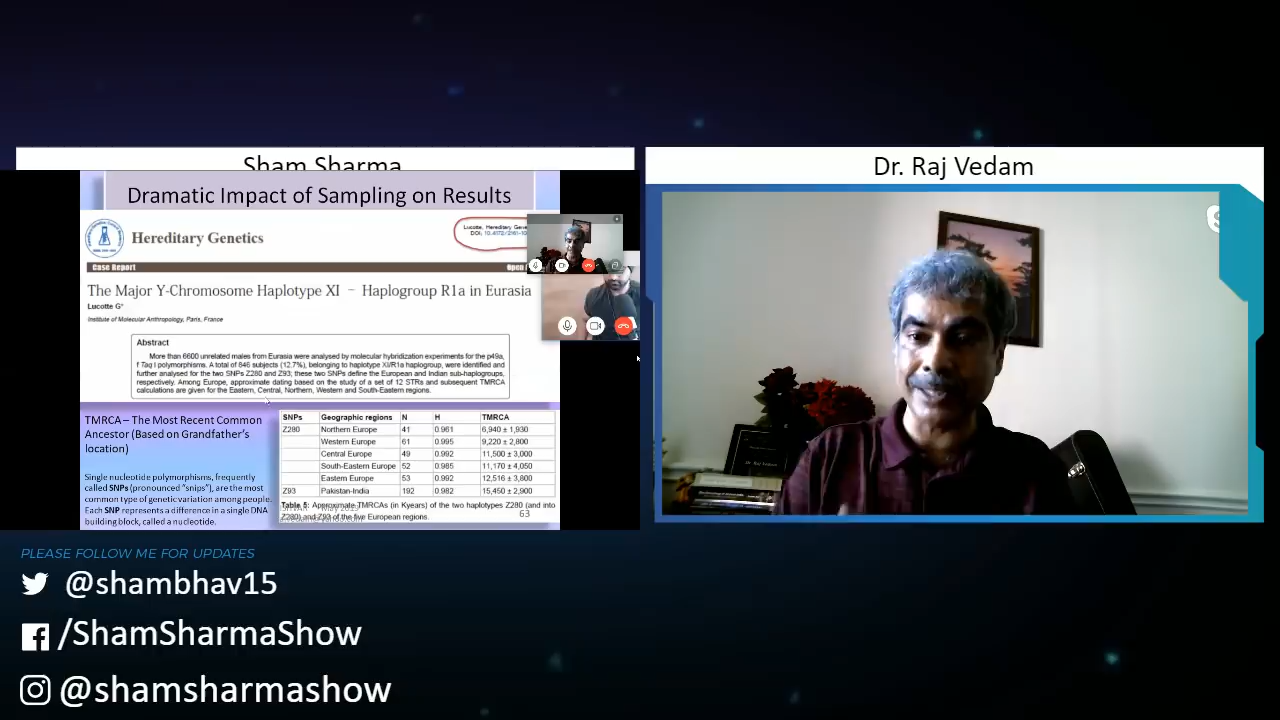 Sham Sharma
Dr. Raj Vedam
Dramatic Impact of Sampling on Results
Hereditary Genetics
Lucotte, Hereditary Gene
DOI:
Case Report
Open
The Major Y-Chromosome Haplotype XI – Haplogroup R1a in Eurasia
Lucotte G*
Institute of Molecular Anthropology, Paris, France
Abstract
More than 6600 unrelated males from Eurasia were analysed by molecular hybridization experiments for the p49a,
f Taq I polymorphisms. A total of 846 subjects (12.7%), belonging to haplotype XI/R1a haplogroup, were identified and
further analysed for the two SNPs Z280 and Z93; these two SNPs define the European and Indian sub-haplogroups,
respectively. Among Europe, approximate dating based on the study of a set of 12 STRs and subsequent TMRCA
calculations are given for the Eastern, Central, Northern, Western and South-Eastern regions.
TMRCA – The Most Recent Common
Ancestor (Based on Grandfather's
location)
Single nucleotide polymorphisms, frequently
called SNPs (pronounced "snips"), are the most
common type of genetic variation among people.
Each SNP represents a difference in a single DNA
building block, called a nucleotide.
SNPs Geographic regions N H TMRCA
Z280 Northern Europe 41 0.961 6,940 ± 1,930
Western Europe 61 0.995 9,220 ± 2,800
Central Europe 49 0.992 11,500 ± 3,000
South-Eastern Europe 52 0.985 11,170 ± 4,050
Eastern Europe 53 0.992 12,516 ± 3,800
Z93 Pakistan-India 192 0.982 15,450 ± 2,900
Table 5: Approximate TMRCAs (in Kyears) of the two haplotypes Z280 (and into
Z280) and Z93 of the five European regions.
63
PLEASE FOLLOW ME FOR UPDATES
@shambhav15
/ShamSharmaShow
@shamsharmashow